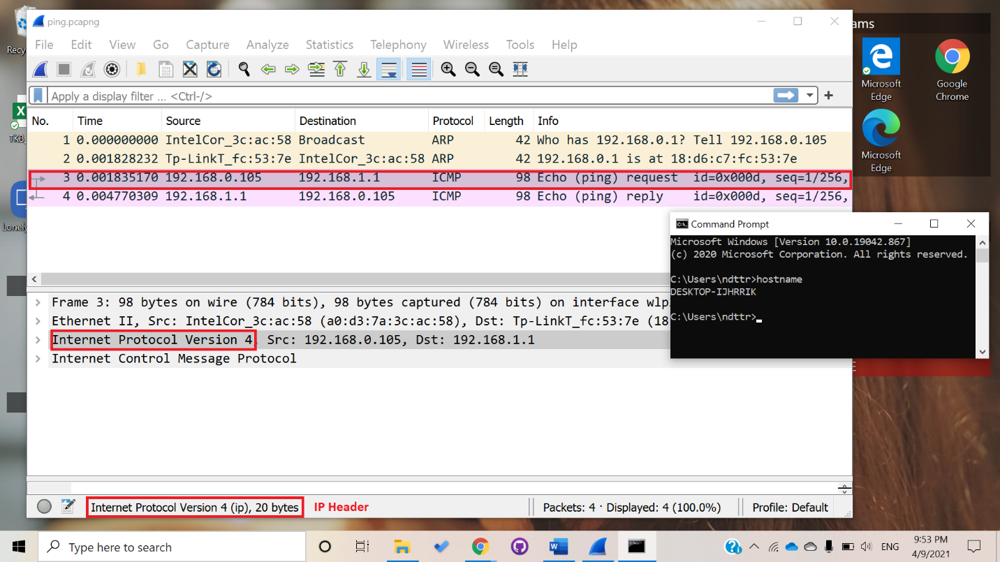 ping.pcapng
File Edit View Go Capture Analyze Statistics Telephony Wireless Tools Help
Apply a display filter ... <Ctrl-/>
No. Time Source Destination Protocol Length Info
1 0.000000000 IntelCor_3c:ac:58 Broadcast ARP 42 Who has 192.168.0.1? Tell 192.168.0.105
2 0.001828232 Tp-LinkT_fc:53:7e IntelCor_3c:ac:58 ARP 42 192.168.0.1 is at 18:d6:c7:fc:53:7e
3 0.001835170 192.168.0.105 192.168.1.1 ICMP 98 Echo (ping) request id=0x000d, seq=1/256,
4 0.004770309 192.168.1.1 192.168.0.105 ICMP 98 Echo (ping) reply id=0x000d, seq=1/256,
Frame 3: 98 bytes on wire (784 bits), 98 bytes captured (784 bits) on interface
Ethernet II, Src: IntelCor_3c:ac:58 (a0:d3:7a:3c:ac:58), Dst: Tp-LinkT_fc:53:7e (18
Internet Protocol Version 4, Src: 192.168.0.105, Dst: 192.168.1.1
Internet Control Message Protocol
Internet Protocol Version 4 (ip), 20 bytes
IP Header
Packets: 4 · Displayed: 4 (100.0%)
Profile: Default
Command Prompt
Microsoft Windows [Version 10.0.19042.867]
(c) 2020 Microsoft Corporation. All rights reserved.
C:\Users\ndttr>hostname
DESKTOP-IJHRRIK
C:\Users\ndttr>
ams
Microsoft
Edge
Google
Chrome
Microsoft
Edge
Recy
TKB_
Lonely
Type here to search
ENG
9:53 PM
4/9/2021